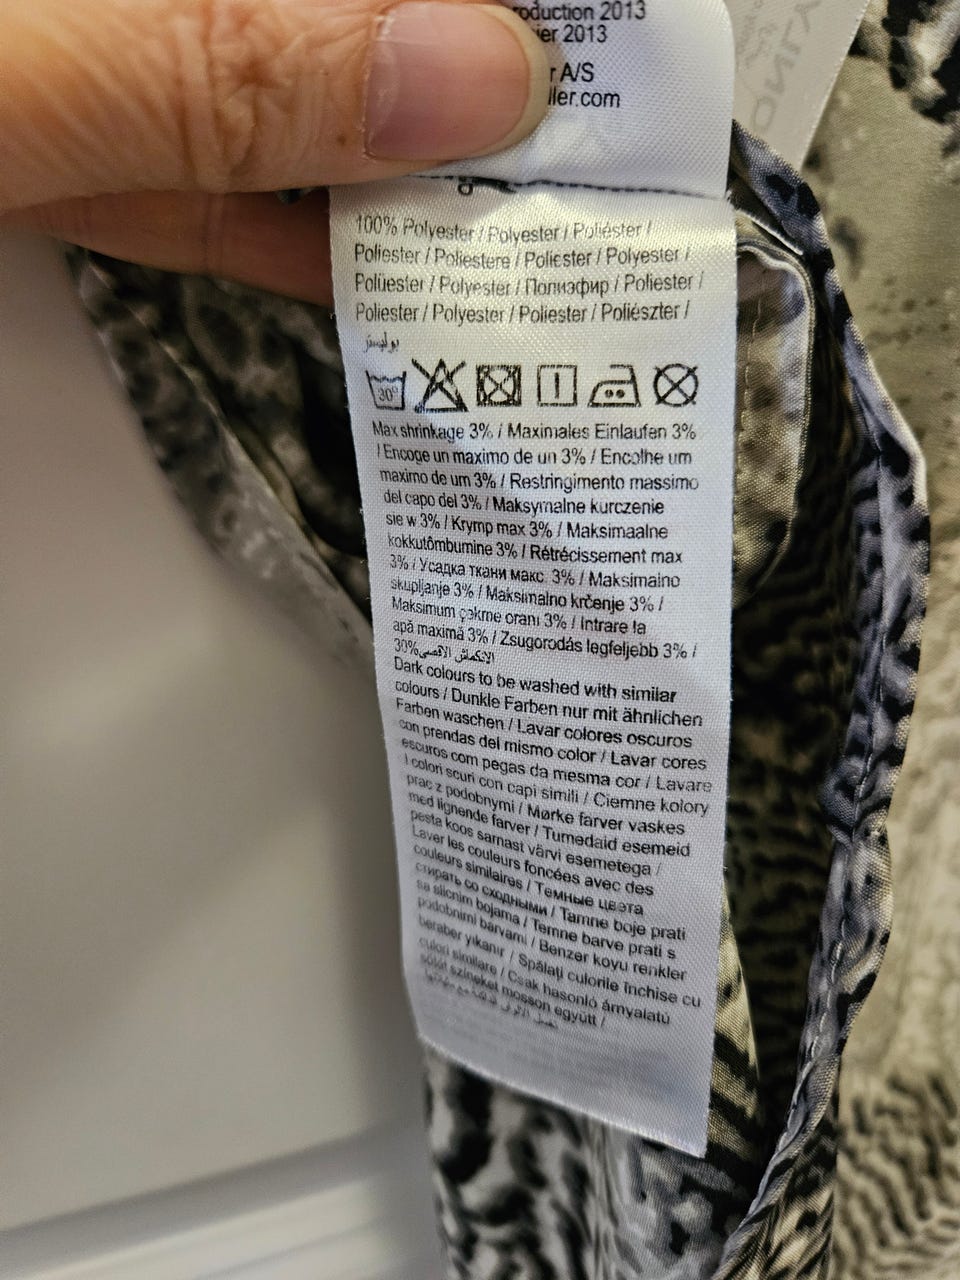 roduction 2013
ier 2013
r A/S
ller.com
100% Polyester / Polyester / Poliéster /
Poliester / Poliestere / Poliester / Polyester /
Polüester / Polyester / Полиэфир / Poliester /
Poliester / Polyester / Poliester / Poliészter /
بوليستر
30°
Max shrinkage 3% / Maximales Einlaufen 3%
/ Encoge un maximo de un 3% / Encolhe um
maximo de um 3% / Restringimento massimo
del capo del 3% / Maksymalne kurczenie
sie w 3% / Krymp max 3% / Maksimaalne
kokkutõmbumine 3% / Rétrécissement max
3% / Усадка ткани макс. 3% / Maksimalno
skupljanje 3% / Maksimalno krčenje 3% /
Maksimum çekme oranı 3% / Intrare la
apă maximă 3% / Zsugorodás legfeljebb 3% /
30%الانكماش الاقصى
Dark colours to be washed with similar
colours / Dunkle Farben nur mit ähnlichen
Farben waschen / Lavar colores oscuros
con prendas del mismo color / Lavar cores
escuros com pegas da mesma cor / Lavare
I colori scuri con capi simili / Ciemne kolory
prac z podobnymi / Mørke farver vaskes
med lignende farver / Tumedaid esemeid
pesta koos sarnast värvi esemetega /
Laver les couleurs foncées avec des
couleurs similaires / Темные цвета
стирать со сходными / Tamne boje prati
sa slicnim bojama / Temne barve prati s
podobnimi barvami / Benzer koyu renkler
beraber yıkanır / Spălați culorile închise cu
culori similare / Csak hasonló árnyalatú
sötét színeket mosson együtt /